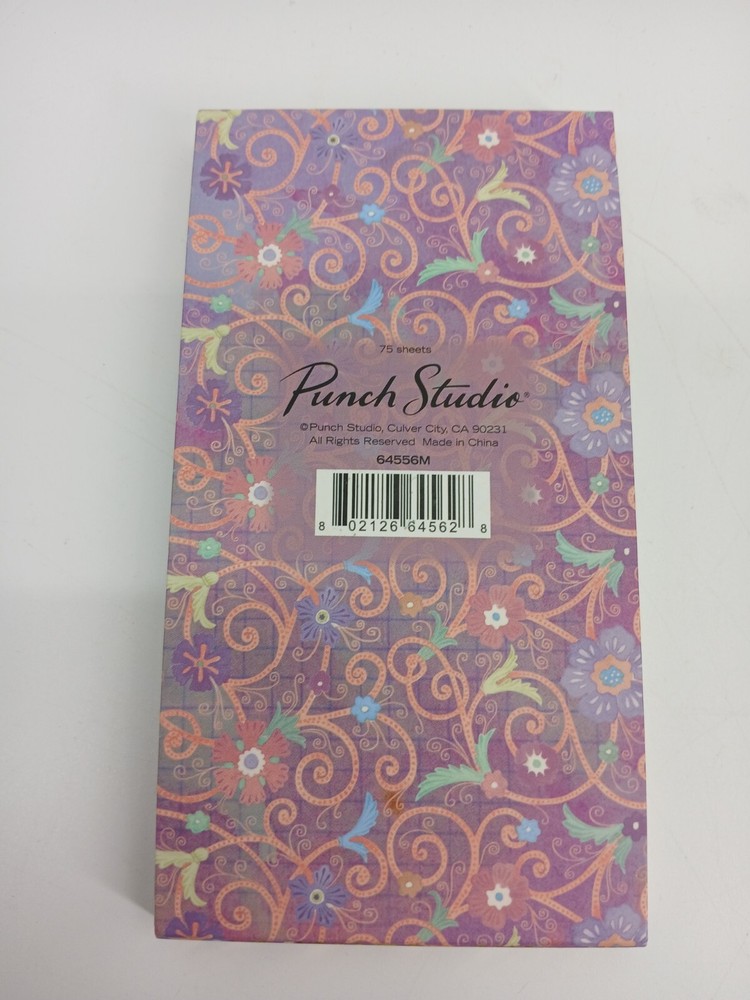 75 sheets
Punch Studio®
©Punch Studio, Culver City, CA 90231
All Rights Reserved Made in China
64556M
8 02126 64562 8